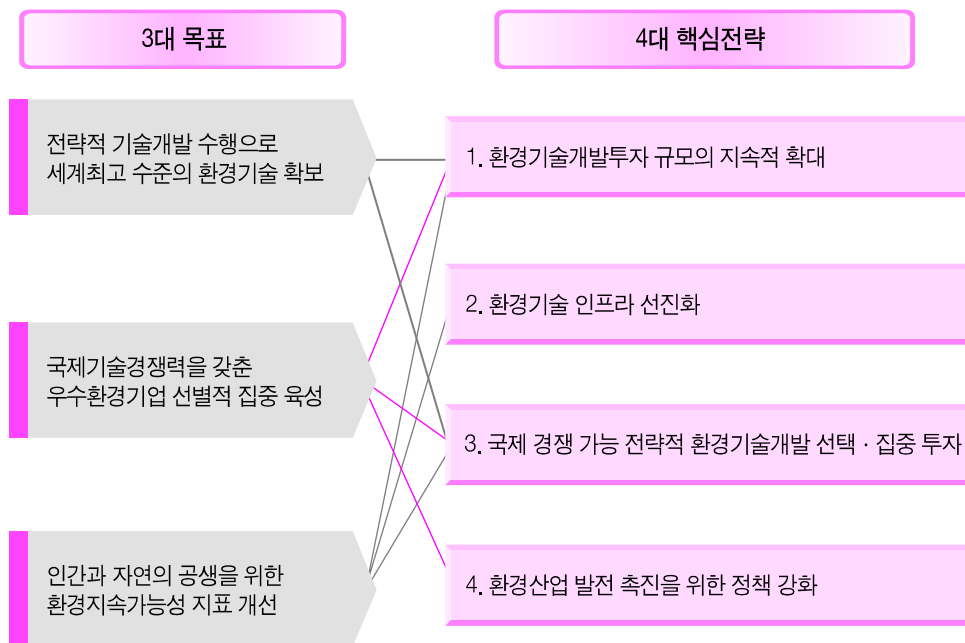 3대 목표
4대 핵심전략
전략적 기술개발 수행으로
세계최고 수준의 환경기술 확보
국제기술경쟁력을 갖춘
우수환경기업 선별적 집중 육성
인간과 자연의 공생을 위한
환경지속가능성 지표 개선
1. 환경기술개발투자 규모의 지속적 확대
2. 환경기술 인프라 선진화
3. 국제 경쟁 가능 전략적 환경기술개발 선택 · 집중 투자
4. 환경산업 발전 촉진을 위한 정책 강화